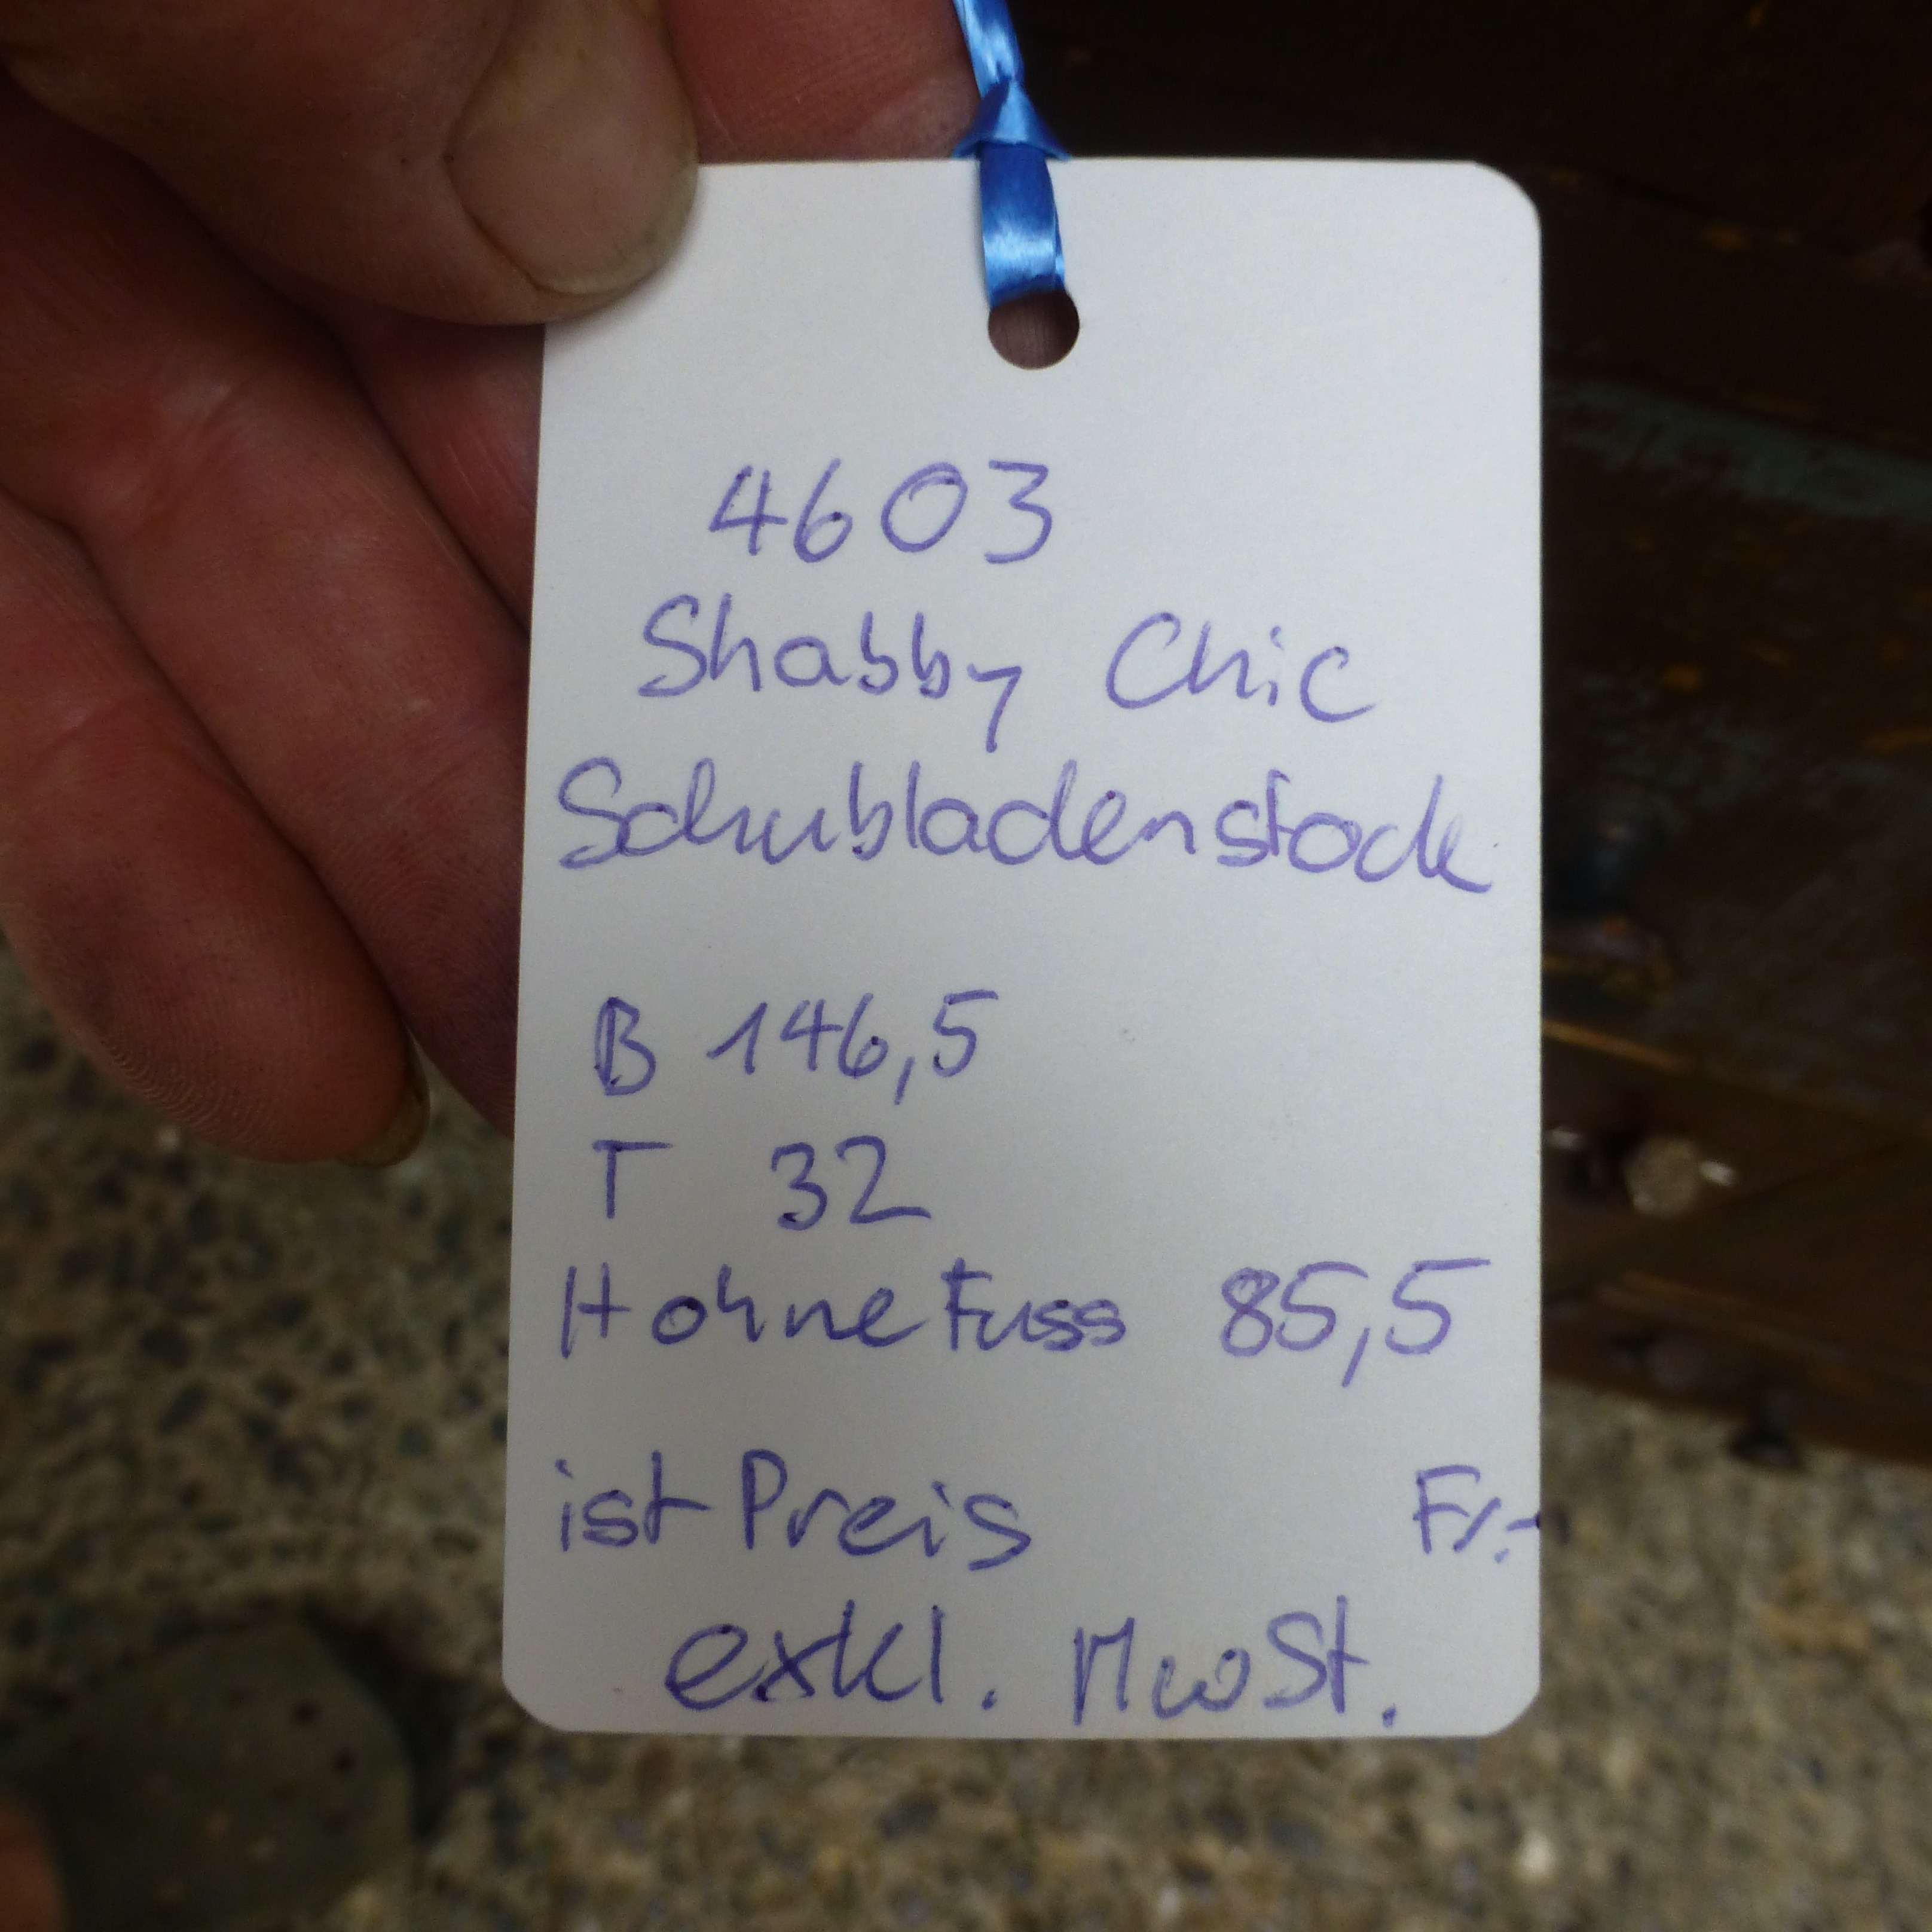 4603
Shabby Chic
Schubladenstock
B 146,5
T 32
H ohne Fuss 85,5
ist Preis Fr.-
exkl. MwSt.